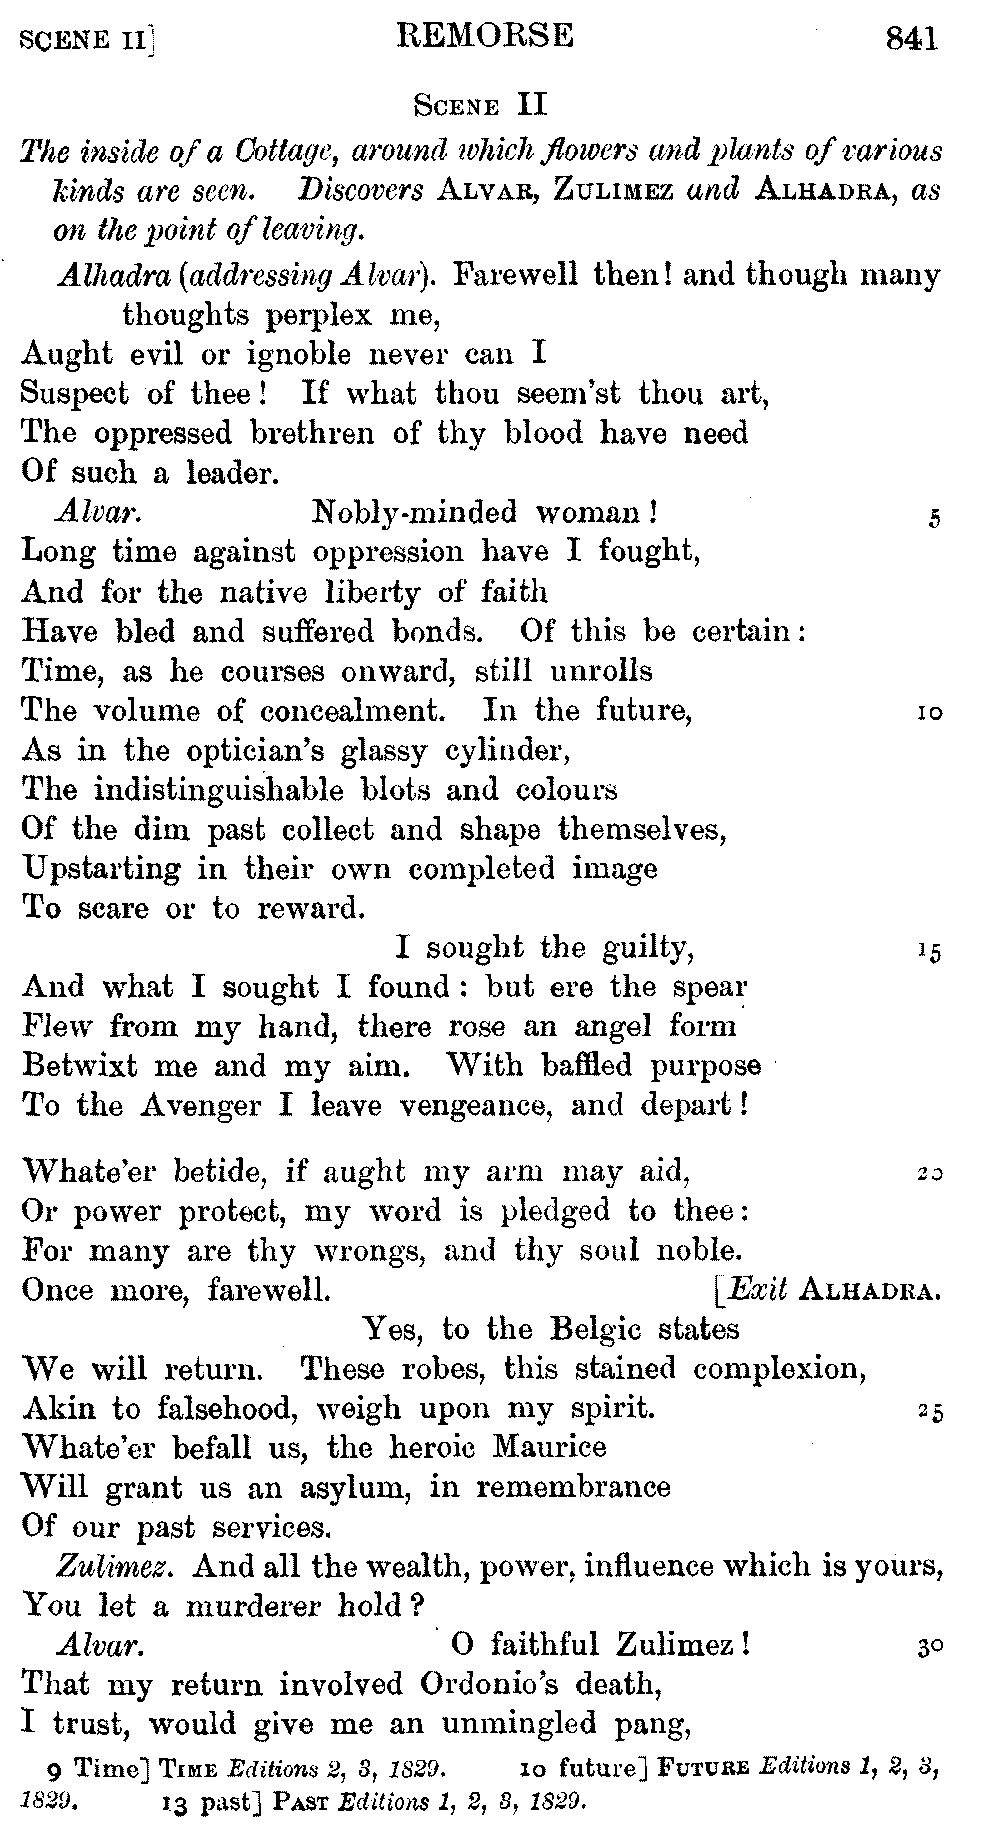 SCENE II] REMORSE 841
SCENE II
The inside of a Cottage, around which flowers and plants of various
kinds are seen. Discovers ALVAR, ZULIMEZ and ALHADRA, as
on the point of leaving.
Alhadra (addressing Alvar). Farewell then! and though many
thoughts perplex me,
Aught evil or ignoble never can I
Suspect of thee! If what thou seem'st thou art,
The oppressed brethren of thy blood have need
Of such a leader.
Alvar. Nobly-minded woman! 5
Long time against oppression have I fought,
And for the native liberty of faith
Have bled and suffered bonds. Of this be certain:
Time, as he courses onward, still unrolls
The volume of concealment. In the future, 10
As in the optician's glassy cylinder,
The indistinguishable blots and colours
Of the dim past collect and shape themselves,
Upstarting in their own completed image
To scare or to reward.
I sought the guilty, 15
And what I sought I found: but ere the spear
Flew from my hand, there rose an angel form
Betwixt me and my aim. With baffled purpose
To the Avenger I leave vengeance, and depart!
Whate'er betide, if aught my arm may aid, 20
Or power protect, my word is pledged to thee:
For many are thy wrongs, and thy soul noble.
Once more, farewell. [Exit ALHADRA.
Yes, to the Belgic states
We will return. These robes, this stained complexion,
Akin to falsehood, weigh upon my spirit. 25
Whate'er befall us, the heroic Maurice
Will grant us an asylum, in remembrance
Of our past services.
Zulimez. And all the wealth, power, influence which is yours,
You let a murderer hold?
Alvar. O faithful Zulimez! 30
That my return involved Ordonio's death,
I trust, would give me an unmingled pang,
9 Time] TIME Editions 2, 3, 1829. 10 future] FUTURE Editions 1, 2, 3,
1829. 13 past] PAST Editions 1, 2, 3, 1829.